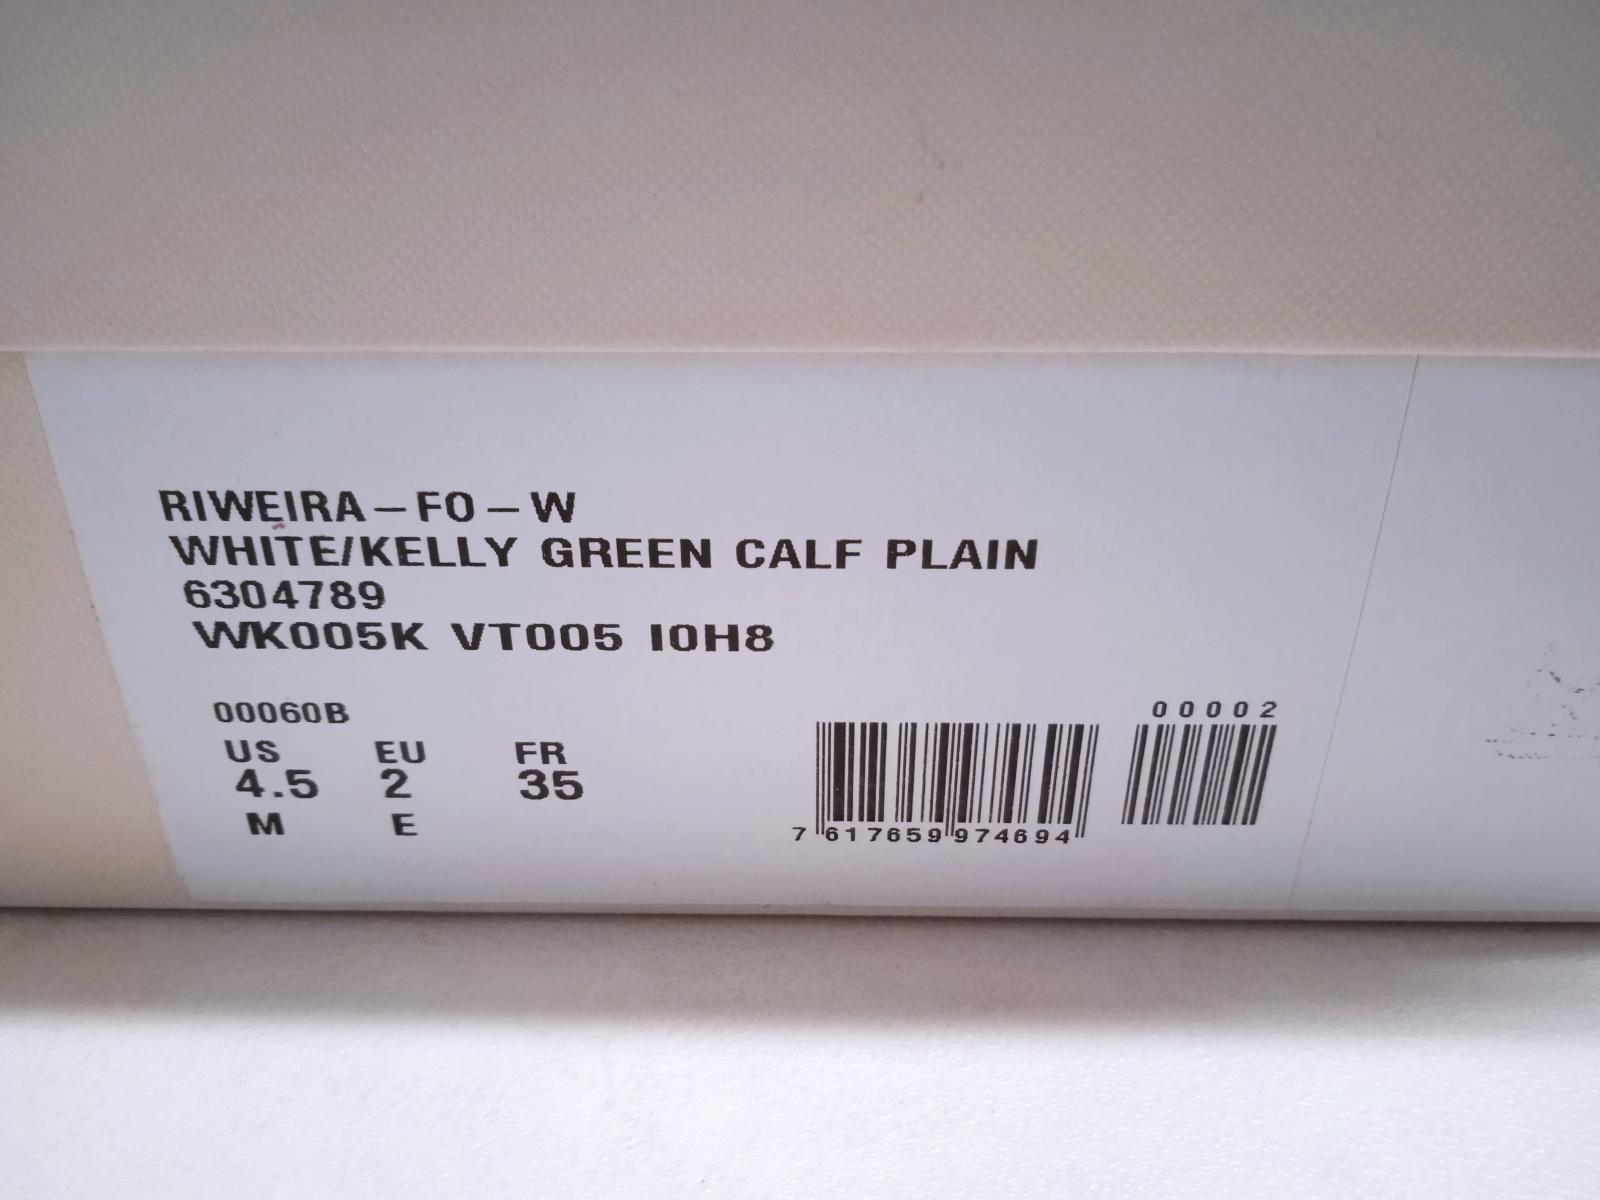 RIWEIRA-FO-W
WHITE/KELLY GREEN CALF PLAIN
6304789
WK005K VT005 I0H8
00060B
US EU FR
4.5 2 35
M E
00002
7 617659 974694